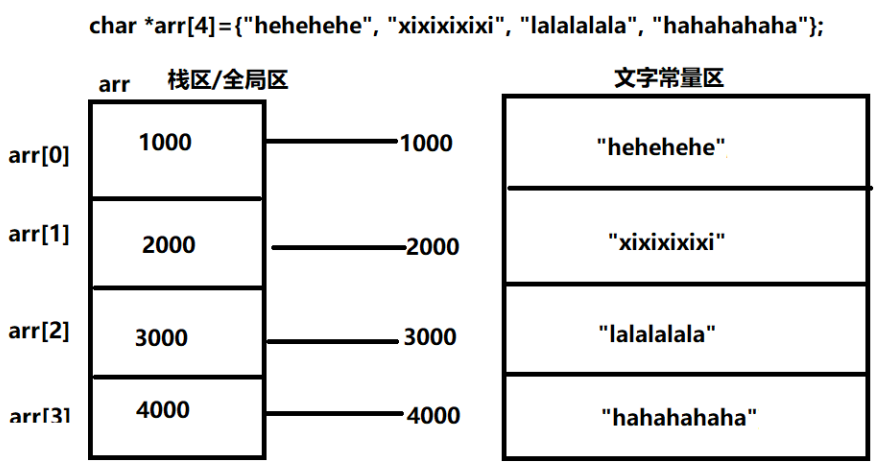 char *arr[4]={"hehehehe", "xixixixixi", "lalalalala", "hahahahaha"};
arr 栈区/全局区 文字常量区
arr[0] 1000 1000 "hehehehe"
arr[1] 2000 2000 "xixixixixi"
arr[2] 3000 3000 "lalalalala"
arr[3] 4000 4000 "hahahahaha"